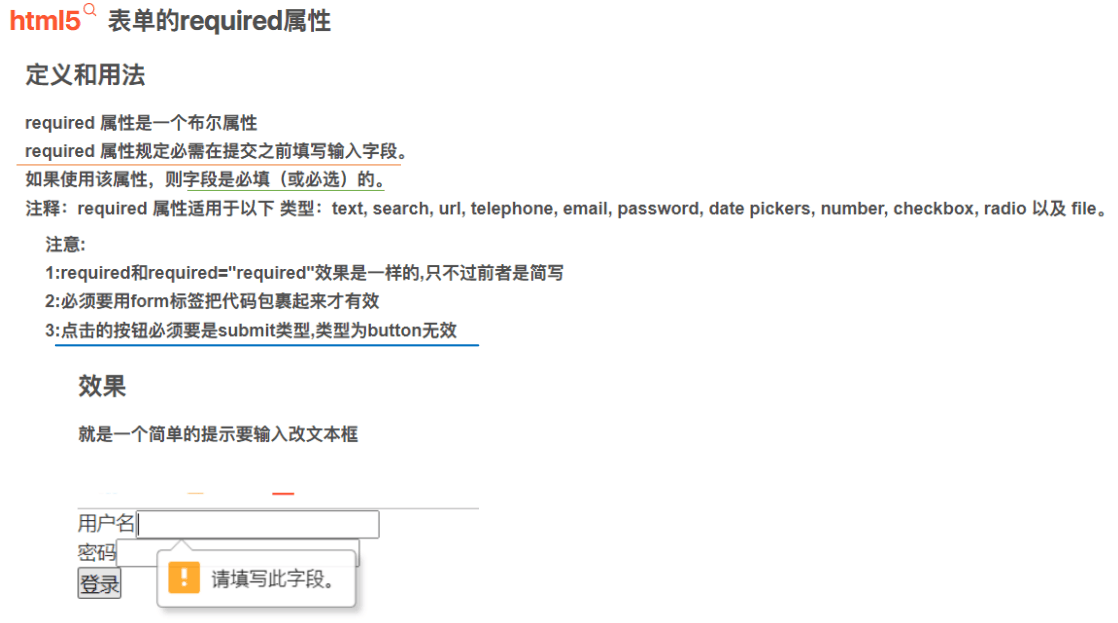 html5 表单的required属性
定义和用法
required 属性是一个布尔属性
required 属性规定必需在提交之前填写输入字段。
如果使用该属性，则字段是必填（或必选）的。
注释：required 属性适用于以下 类型：text, search, url, telephone, email, password, date pickers, number, checkbox, radio 以及 file。
注意:
1:required和required="required"效果是一样的,只不过前者是简写
2:必须要用form标签把代码包裹起来才有效
3:点击的按钮必须要是submit类型,类型为button无效
效果
就是一个简单的提示要输入改文本框
用户名
密码
请填写此字段。
登录